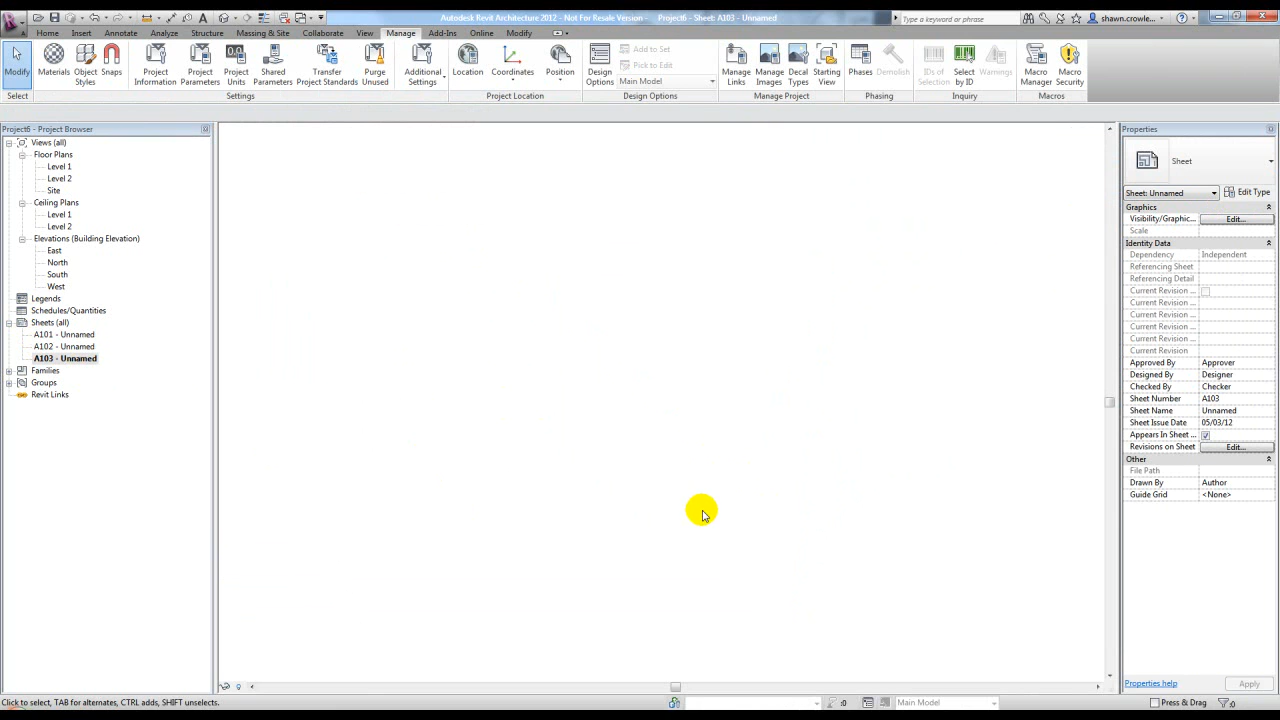 Autodesk Revit Architecture 2012 - Not For Resale Version - Project6 - Sheet: A103 - Unnamed
Type a keyword or phrase
shawn.crowle...
Home Insert Annotate Analyze Structure Massing & Site Collaborate View Manage Add-Ins Online Modify
Modify
Materials
Object Styles
Snaps
Project Information
Project Parameters
Project Units
Shared Parameters
Transfer Project Standards
Purge Unused
Additional Settings
Location
Coordinates
Position
Design Options
Add to Set
Pick to Edit
Main Model
Manage Links
Manage Images
Decal Types
Starting View
Phases
Demolish
IDs of Selection
Select by ID
Warnings
Macro Manager
Macro Security
Select Settings Project Location Design Options Manage Project Phasing Inquiry Macros
Project6 - Project Browser
Views (all)
Floor Plans
Level 1
Level 2
Site
Ceiling Plans
Level 1
Level 2
Elevations (Building Elevation)
East
North
South
West
Legends
Schedules/Quantities
Sheets (all)
A101 - Unnamed
A102 - Unnamed
A103 - Unnamed
Families
Groups
Revit Links
Properties
Sheet
Sheet: Unnamed Edit Type
Graphics
Visibility/Graphic... Edit...
Scale
Identity Data
Dependency Independent
Referencing Sheet
Referencing Detail
Current Revision ...
Current Revision ...
Current Revision ...
Current Revision ...
Current Revision ...
Current Revision
Approved By Approver
Designed By Designer
Checked By Checker
Sheet Number A103
Sheet Name Unnamed
Sheet Issue Date 05/03/12
Appears In Sheet ...
Revisions on Sheet Edit...
Other
File Path
Drawn By Author
Guide Grid <None>
Properties help Apply
Click to select, TAB for alternates, CTRL adds, SHIFT unselects.
:0
Main Model
Press & Drag
:0